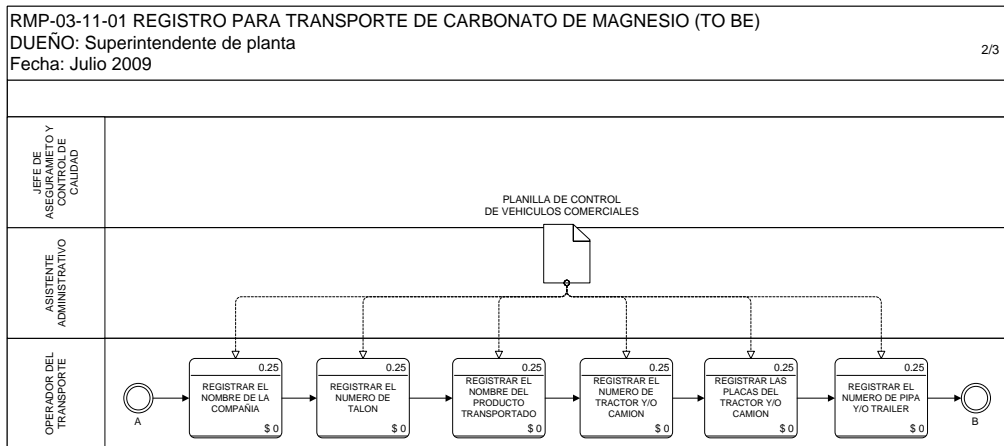 RMP-03-11-01 REGISTRO PARA TRANSPORTE DE CARBONATO DE MAGNESIO (TO BE)
DUEÑO: Superintendente de planta
Fecha: Julio 2009
2/3
JEFE DE
ASEGURAMIETO Y
CONTROL DE
CALIDAD
PLANILLA DE CONTROL
DE VEHICULOS COMERCIALES
ASISTENTE
ADMINISTRATIVO
OPERADOR DEL
TRANSPORTE
A
0.25
REGISTRAR EL
NOMBRE DE LA
COMPAÑIA
$ 0
0.25
REGISTRAR EL
NUMERO DE
TALON
$ 0
0.25
REGISTRAR EL
NOMBRE DEL
PRODUCTO
TRANSPORTADO
$ 0
0.25
REGISTRAR EL
NUMERO DE
TRACTOR Y/O
CAMION
$ 0
0.25
REGISTRAR LAS
PLACAS DEL
TRACTOR Y/O
CAMION
$ 0
0.25
REGISTRAR EL
NUMERO DE PIPA
Y/O TRAILER
$ 0
B